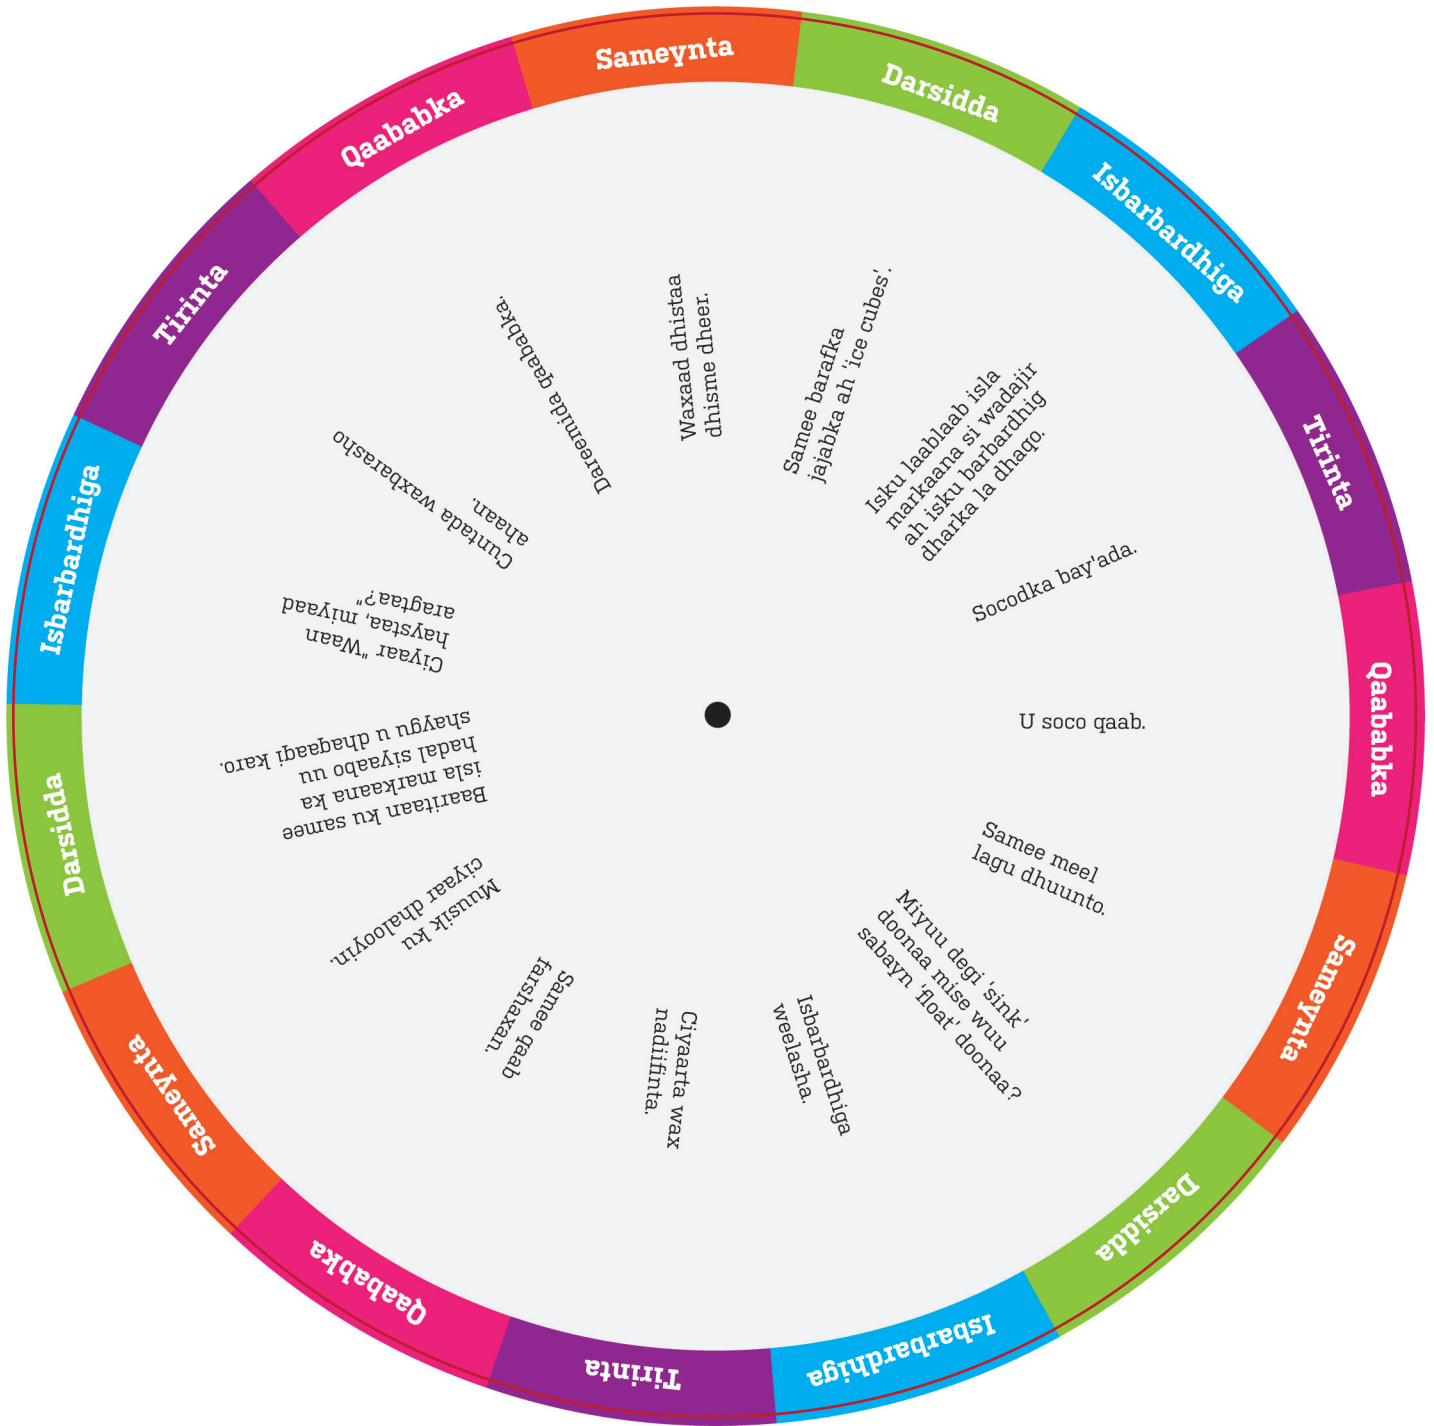 Sameynta
Darsidda
Isbarbardhiga
Tirinta
Qaababka
Sameynta
Darsidda
Isbarbardhiga
Tirinta
Qaababka
Sameynta
Darsidda
Isbarbardhiga
Tirinta
Qaababka
Waxaad dhistaa
dhisme dheer.
Samee barafka
jajabka ah 'ice cubes'.
Isku laablaab isla
markaana si wadajir
ah isku barbardhig
dharka la dhaqo.
Socodka bay'ada.
U soco qaab.
Samee meel
lagu dhuunto.
Miyuu degi 'sink'
doonaa mise wuu
sabayn 'float' doonaa?
Isbarbardhiga
weelasha.
Ciyaarta wax
nadiifinta.
Samee qaab
farshaxan.
Muusik ku
ciyaar dhalooyin.
Baaritaan ku samee
isla markaana ka
hadal siyaabo uu
shaygu u dhaqaaqi karo.
Ciyaar "Waan
haystaa, miyaad
aragtaa?"
Cuntada waxbarasho
ahaan.
Dareemida qaababka.